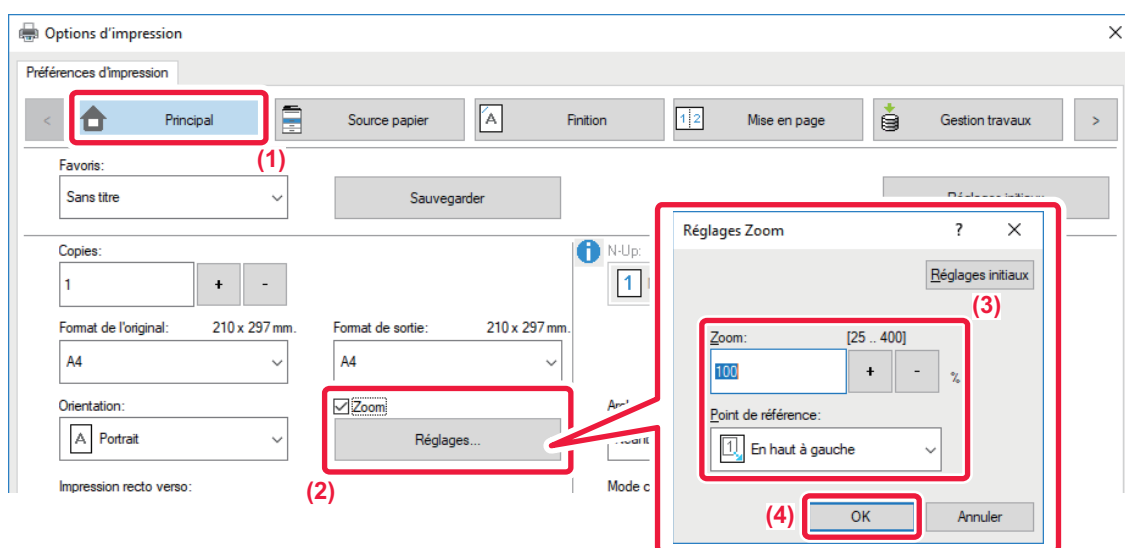 Options d'impression
Préférences d'impression
< Principal Source papier A Finition 1 2 Mise en page Gestion travaux >
(1)
Favoris:
Sans titre Sauvegarder
Copies:
1 + -
N-Up:
1
Format de l'original: 210 x 297 mm. Format de sortie: 210 x 297 mm.
A4 A4
Orientation: Zoom
A Portrait Réglages...
(2)
Impression recto verso: Mode c
Réglages Zoom ? ×
Réglages initiaux
(3)
Zoom: [25 .. 400]
100 + - %
Point de référence:
1 En haut à gauche
(4) OK Annuler